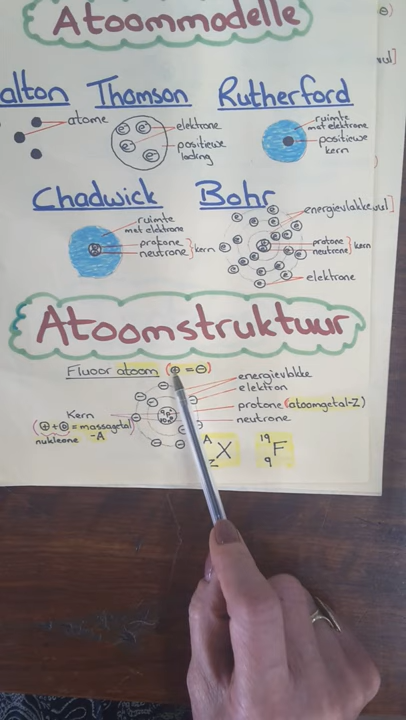 Atoommodelle
alton Thomson Rutherford
atome
e⁻ e⁻
e⁻ e⁻
elektrone
positiewe
lading
ruimte
met elektrone
positiewe
kern
Chadwick Bohr
ruimte
met elektrone
protone
neutrone
kern
energievlakke
protone
neutrone
kern
elektrone
Atoomstruktuur
Fluoor atoom (⊕ = ⊖)
energievlakke
elektron
protone (atoomgetal-Z)
neutrone
Kern
= massagetal
-A
nukleone
A
Z
X
19
9
F